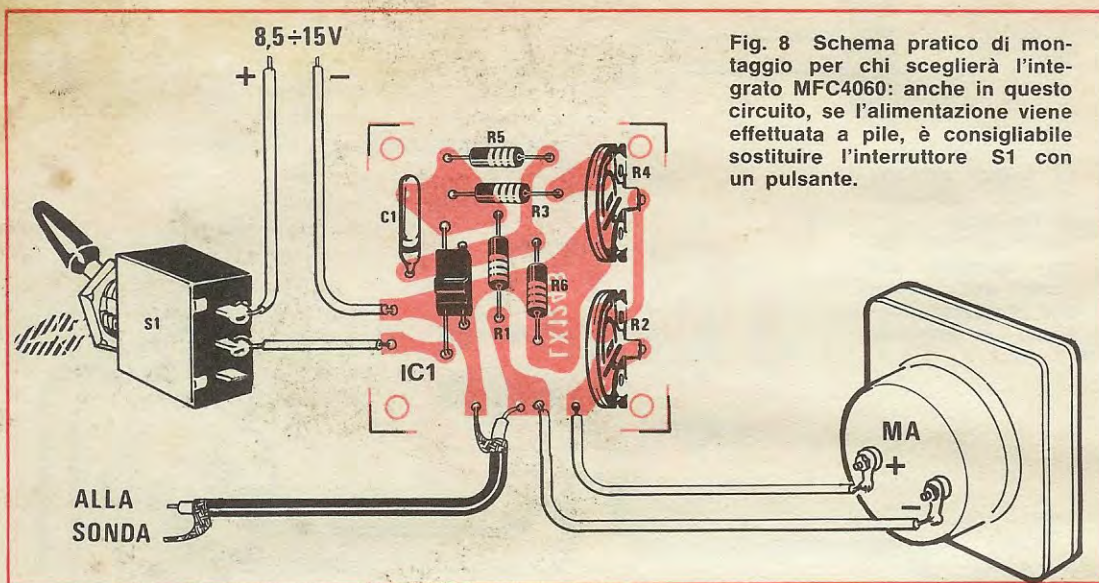 8,5÷15V
+
−
Fig. 8 Schema pratico di mon-
taggio per chi sceglierà l'inte-
grato MFC4060: anche in questo
circuito, se l'alimentazione viene
effettuata a pile, è consigliabile
sostituire l'interruttore S1 con
un pulsante.
R5
R4
C1
R3
S1
R6
R1
R2
IC1
MA
+
−
ALLA
SONDA